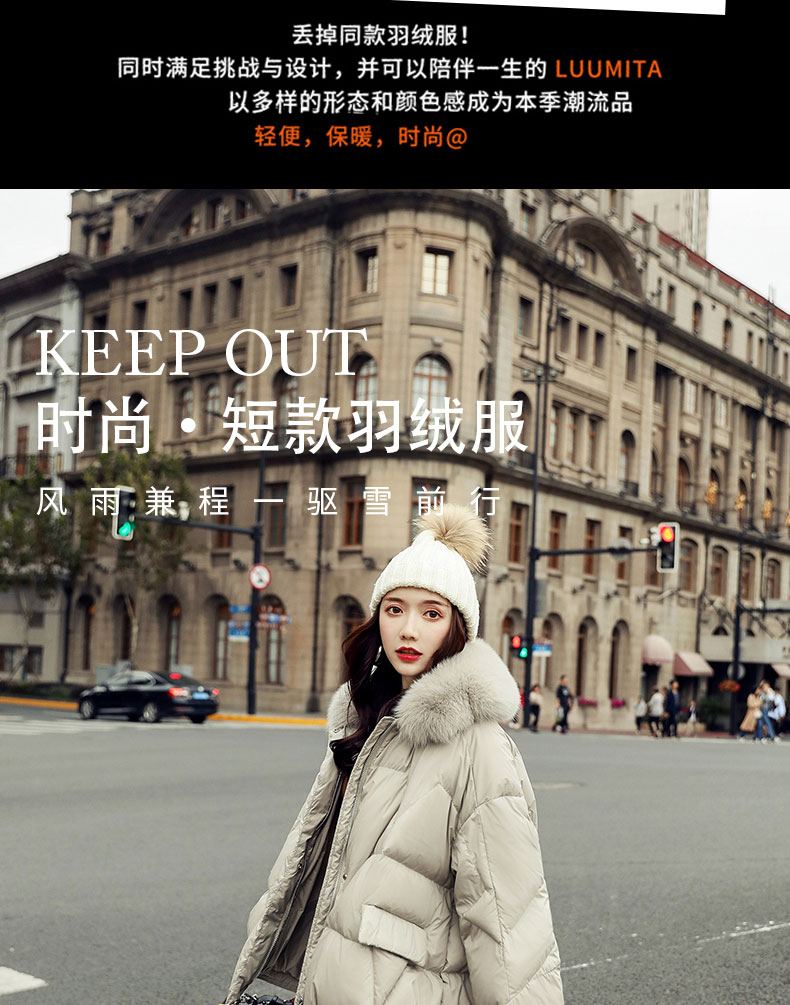 丢掉同款羽绒服！
同时满足挑战与设计，并可以陪伴一生的 LUUMITA
以多样的形态和颜色感成为本季潮流品
轻便，保暖，时尚@
KEEP OUT
时尚·短款羽绒服
风雨兼程一驱雪前行